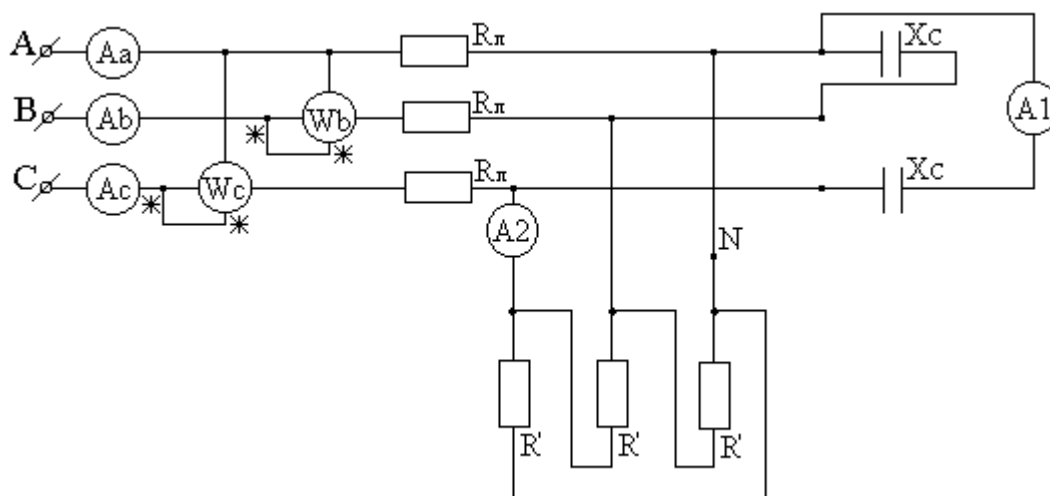 A Aa Rл Xc
B Ab Wb Rл A1
C Ac Wc Rл Xc
A2 N
R' R' R'